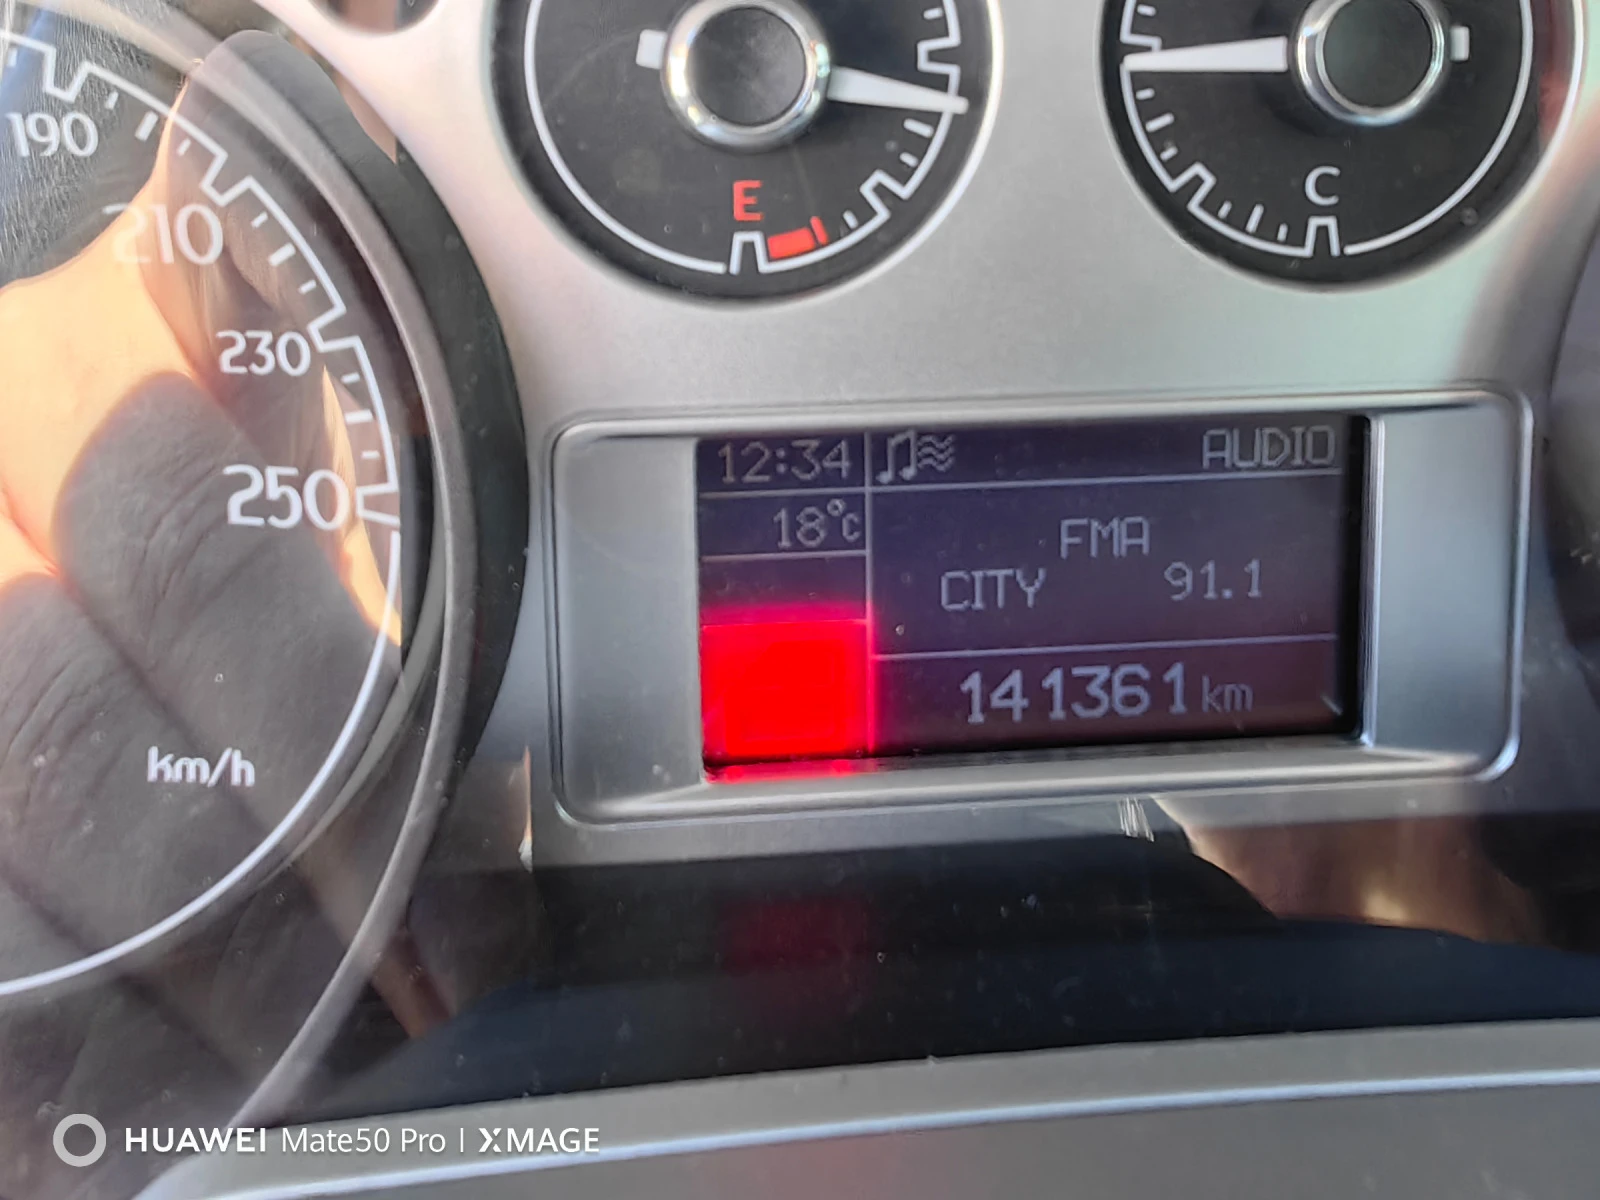 190
210
230
250
km/h
E
C
12:34
AUDIO
18°C
FMA
CITY 91.1
141361 km
HUAWEI Mate50 Pro | XMAGE